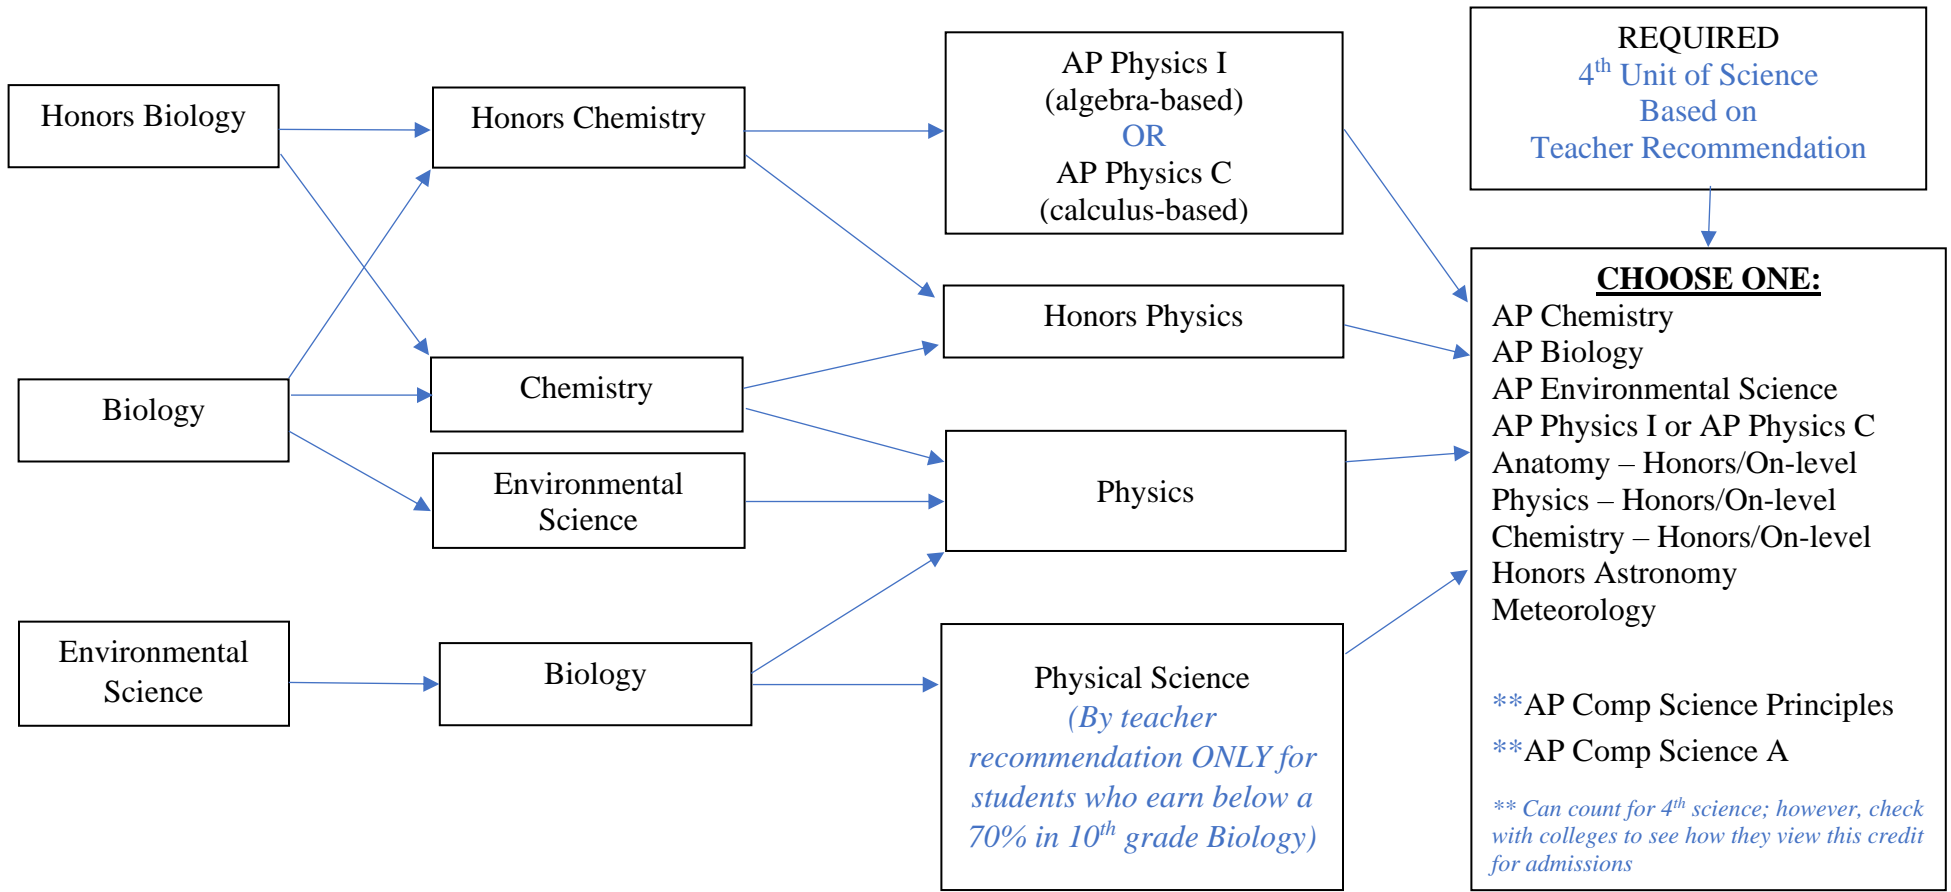 Honors Biology
Biology
Environmental
Science
Honors Chemistry
Chemistry
Environmental
Science
Biology
AP Physics I
(algebra-based)
OR
AP Physics C
(calculus-based)
Honors Physics
Physics
Physical Science
(By teacher
recommendation ONLY for
students who earn below a
70% in 10th grade Biology)
REQUIRED
4th Unit of Science
Based on
Teacher Recommendation
CHOOSE ONE:
AP Chemistry
AP Biology
AP Environmental Science
AP Physics I or AP Physics C
Anatomy – Honors/On-level
Physics – Honors/On-level
Chemistry – Honors/On-level
Honors Astronomy
Meteorology
**AP Comp Science Principles
**AP Comp Science A
** Can count for 4th science; however, check
with colleges to see how they view this credit
for admissions